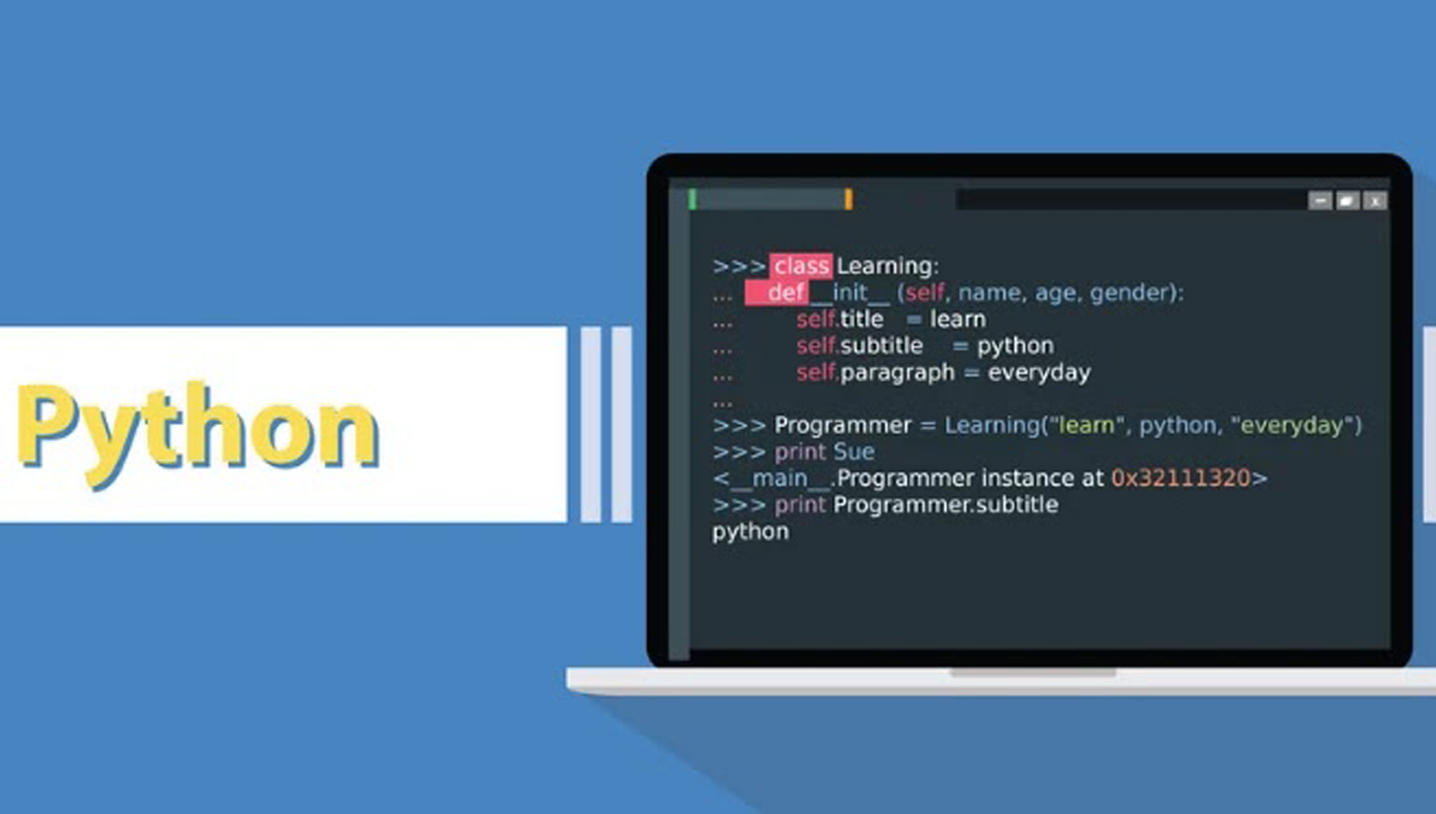 Python
>>> class Learning:
...    def __init__ (self, name, age, gender):
...        self.title   = learn
...        self.subtitle    = python
...        self.paragraph = everyday
...
>>> Programmer = Learning("learn", python, "everyday")
>>> print Sue
<__main__.Programmer instance at 0x32111320>
>>> print Programmer.subtitle
python